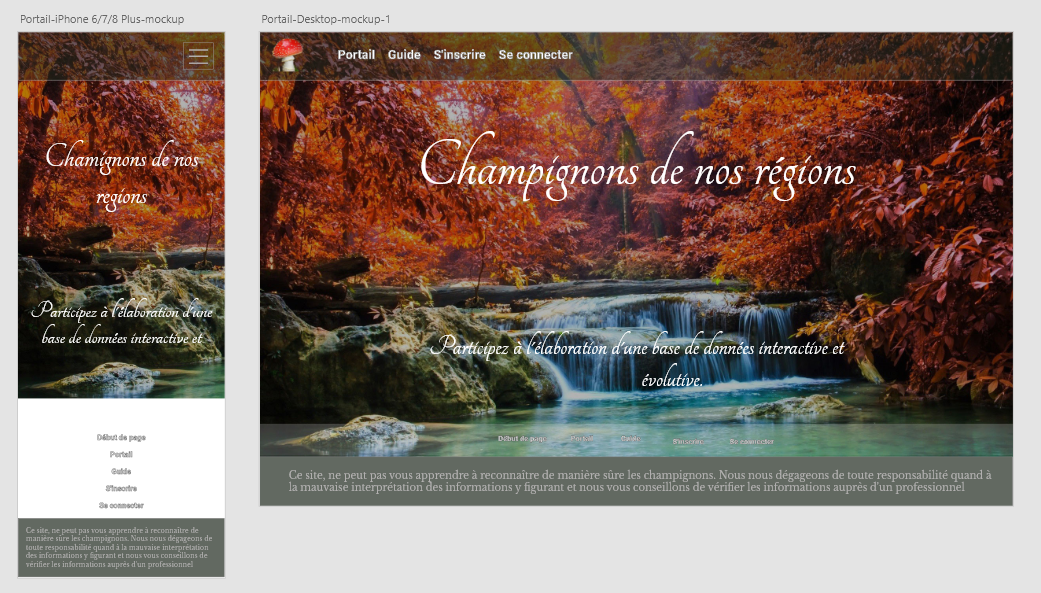 Portail-iPhone 6/7/8 Plus-mockup
Chamignons de nos
regions
Participez à l'élaboration d'une
base de données interactive et
Début de page
Portail
Guide
S'inscrire
Se connecter
Ce site, ne peut pas vous apprendre à reconnaître de
manière sûre les champignons. Nous nous dégageons de
toute responsabilité quand à la mauvaise interprétation
des informations y figurant et nous vous conseillons de
vérifier les informations auprès d'un professionnel
Portail-Desktop-mockup-1
Portail Guide S'inscrire Se connecter
Champignons de nos régions
Participez à l'élaboration d'une base de données interactive et
évolutive.
Début de page Portail Guide S'inscrire Se connecter
Ce site, ne peut pas vous apprendre à reconnaître de manière sûre les champignons. Nous nous dégageons de toute responsabilité quand à
la mauvaise interprétation des informations y figurant et nous vous conseillons de vérifier les informations auprès d'un professionnel